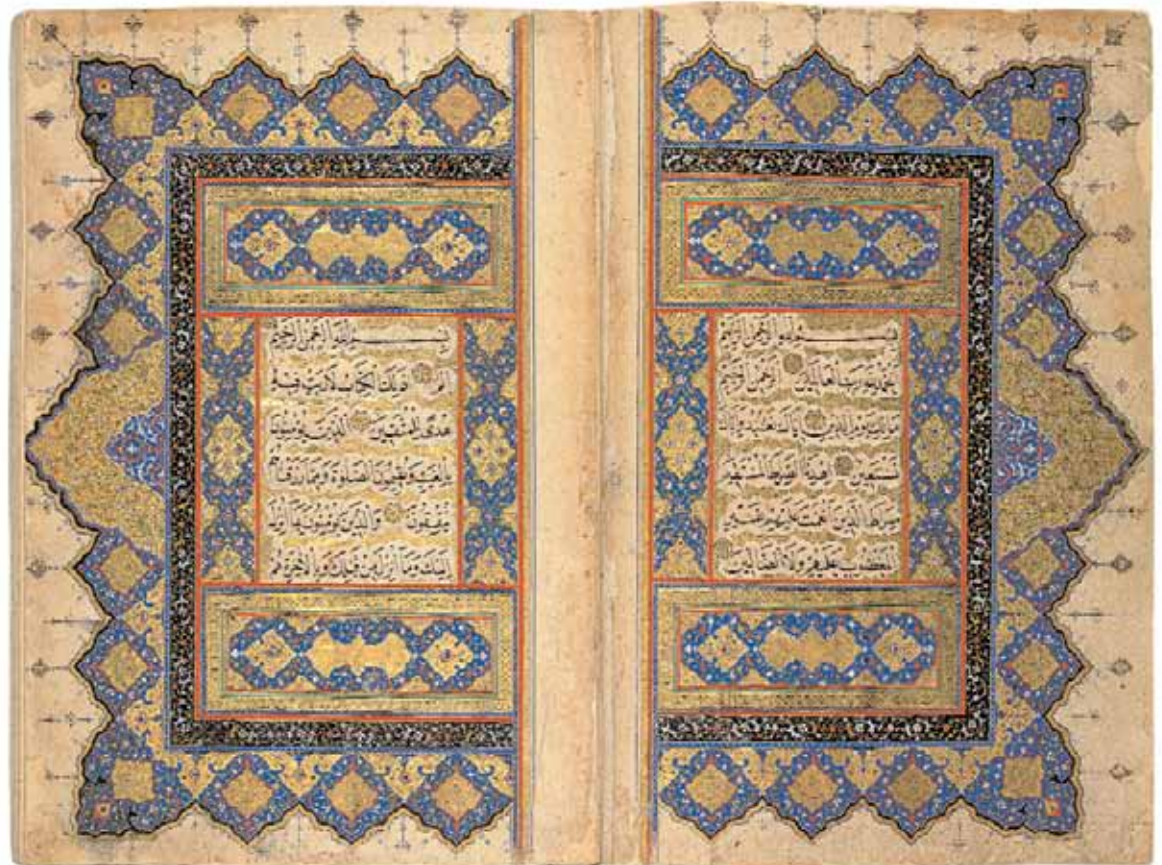 بسم الله الرحمن الرحيم
الحمد لله رب العالمين الرحمن الرحيم
مالك يوم الدين اياك نعبد واياك
نستعين اهدنا الصراط المستقيم
صراط الذين انعمت عليهم غير
المغضوب عليهم ولا الضالين
بسم الله الرحمن الرحيم
الم ذلك الكتاب لا ريب فيه
هدى للمتقين الذين يؤمنون
بالغيب ويقيمون الصلوة ومما رزقناهم
ينفقون والذين يؤمنون بما انزل
اليك وما انزل من قبلك وبالاخرة هم